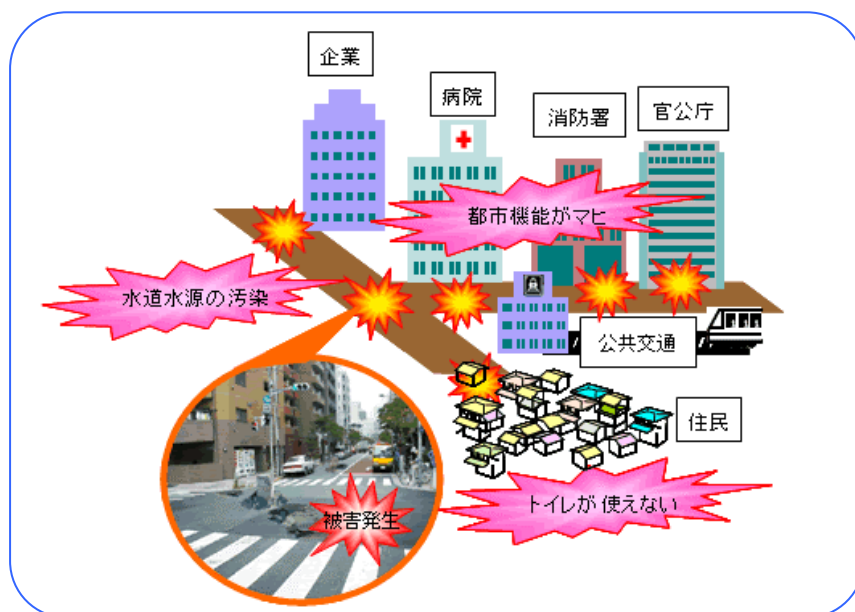 企業
病院
消防署
官公庁
都市機能がマヒ
水道水源の汚染
公共交通
住民
トイレが使えない
被害発生